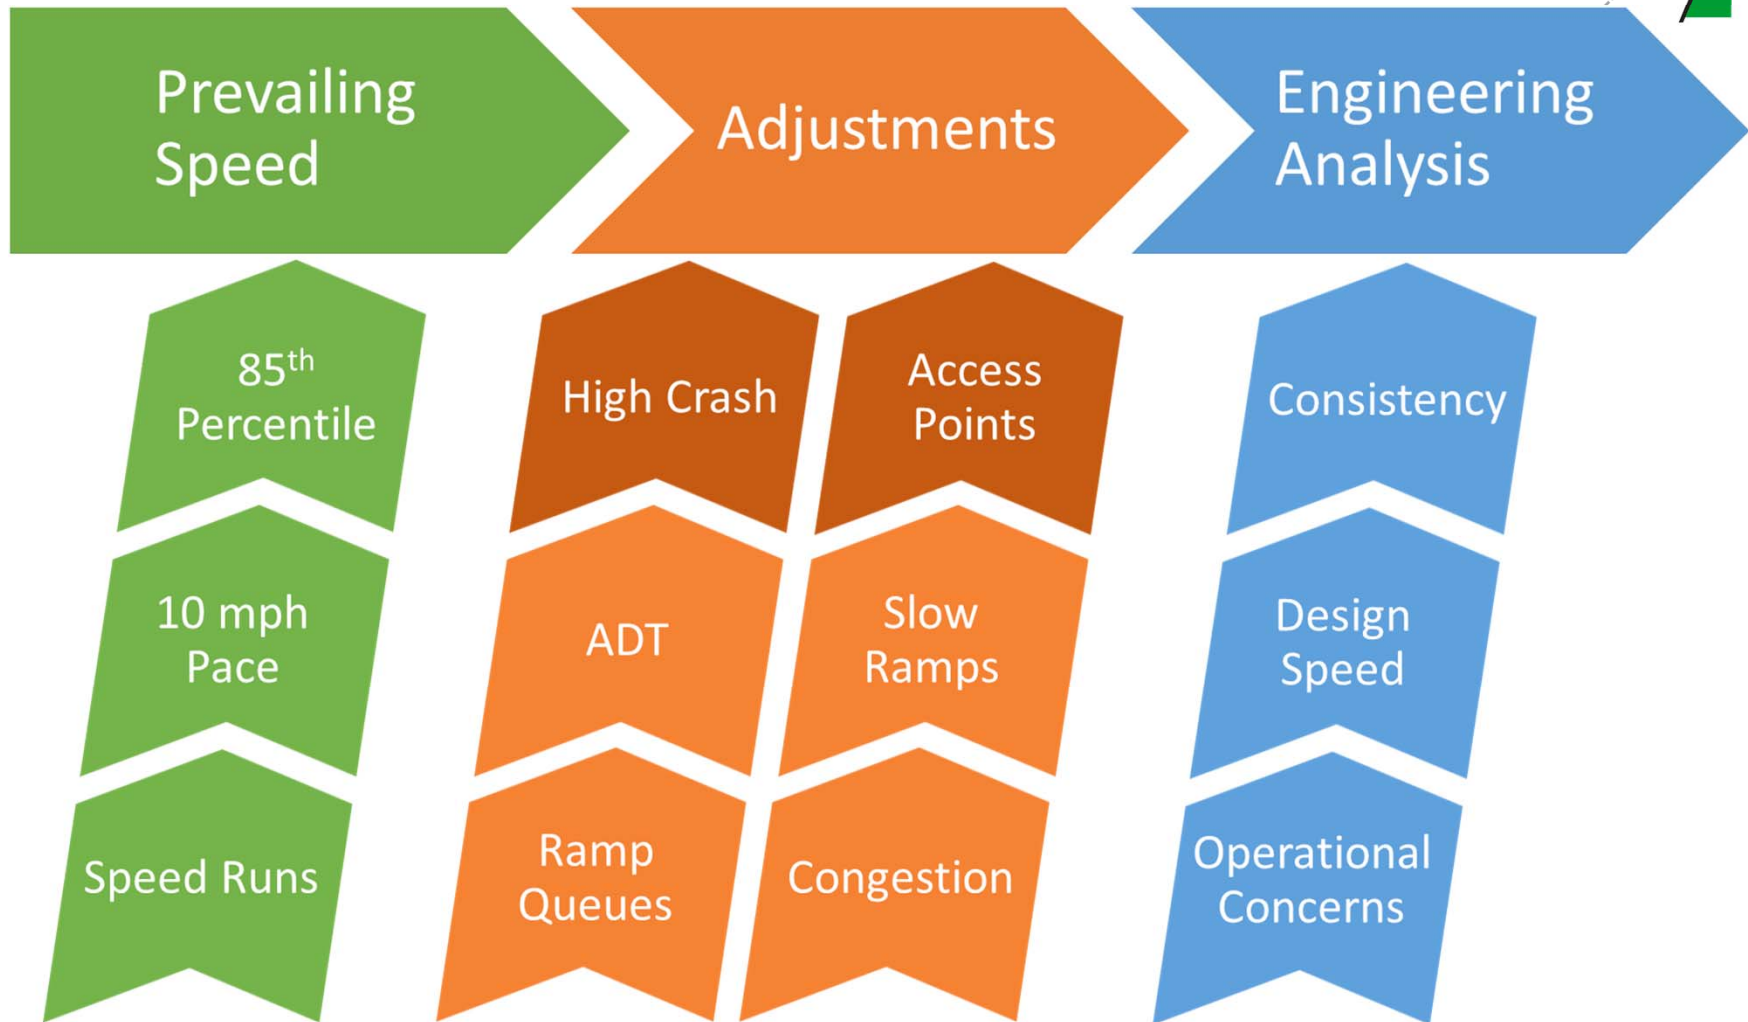 Prevailing
Speed
Adjustments
Engineering
Analysis
85th
Percentile
10 mph
Pace
Speed Runs
High Crash
ADT
Ramp
Queues
Access
Points
Slow
Ramps
Congestion
Consistency
Design
Speed
Operational
Concerns